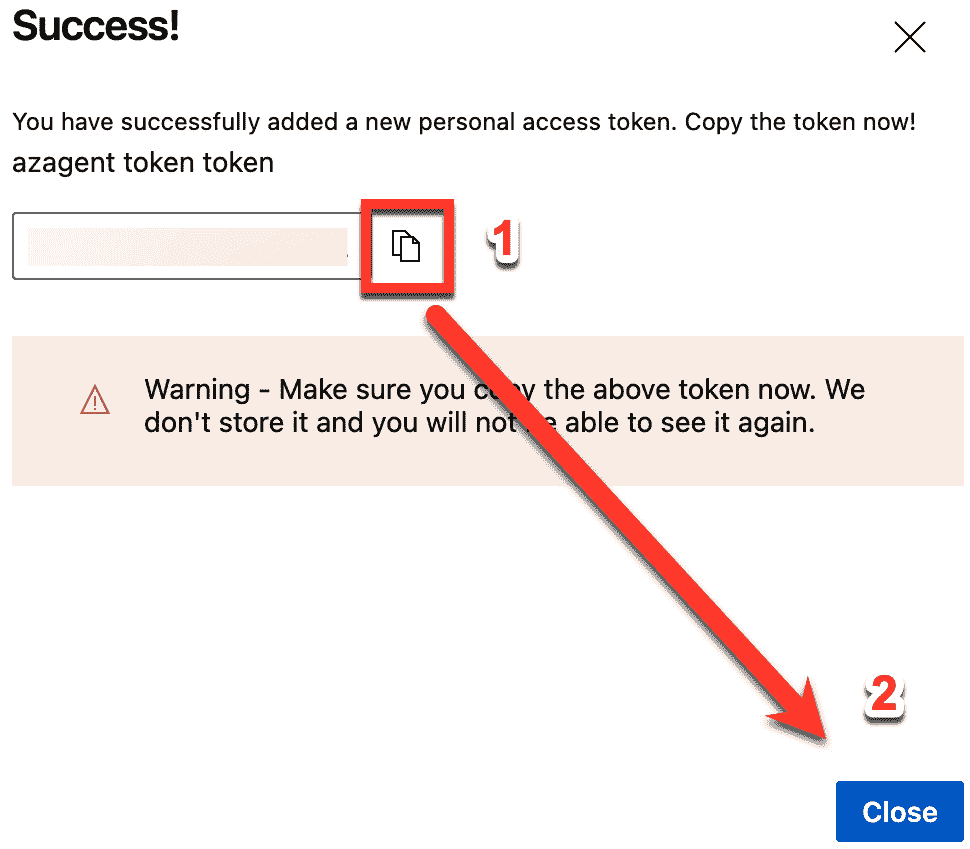 Success!
You have successfully added a new personal access token. Copy the token now!
azagent token token
1
Warning - Make sure you copy the above token now. We
don't store it and you will not be able to see it again.
2
Close